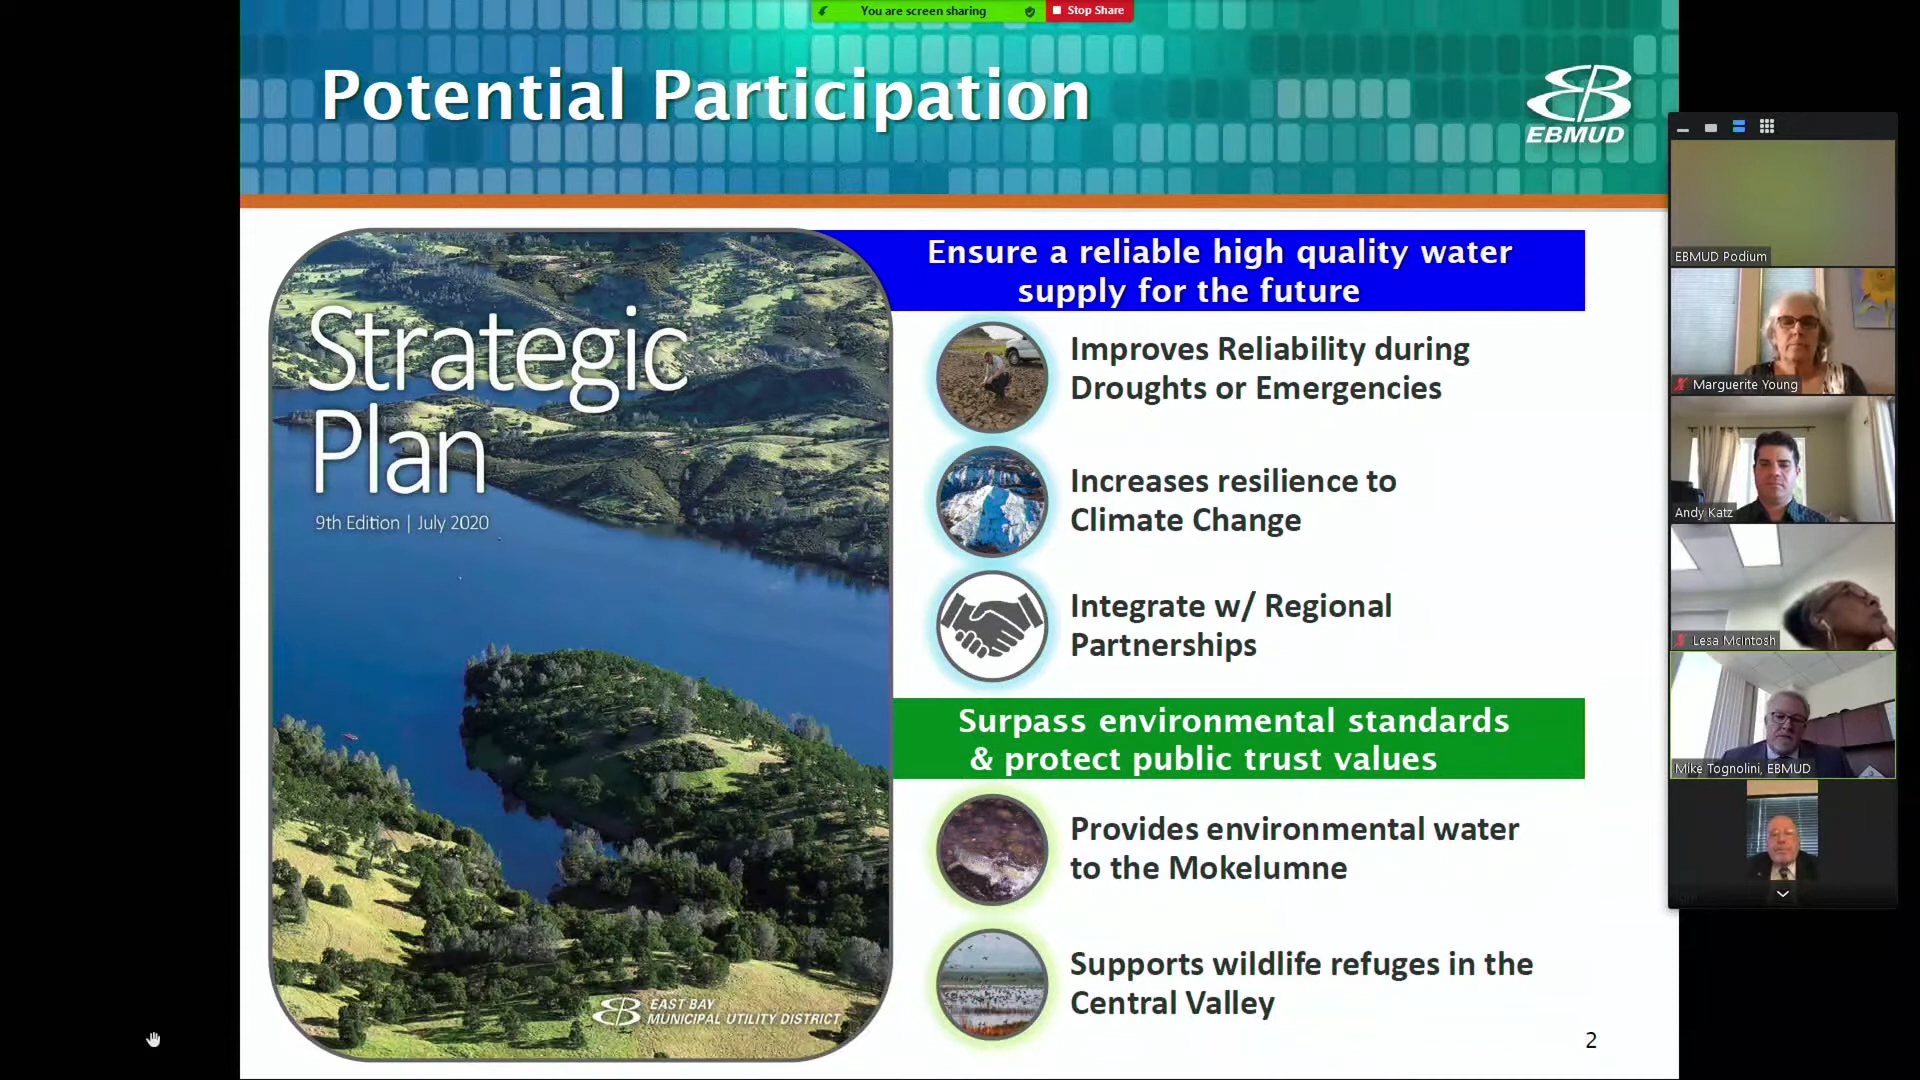 You are screen sharing
Stop Share
Potential Participation
EBMUD
Strategic
Plan
9th Edition | July 2020
EAST BAY
MUNICIPAL UTILITY DISTRICT
Ensure a reliable high quality water
supply for the future
Improves Reliability during
Droughts or Emergencies
Increases resilience to
Climate Change
Integrate w/ Regional
Partnerships
Surpass environmental standards
& protect public trust values
Provides environmental water
to the Mokelumne
Supports wildlife refuges in the
Central Valley
2
EBMUD Podium
Marguerite Young
Andy Katz
Lesa McIntosh
Mike Tognolini, EBMUD